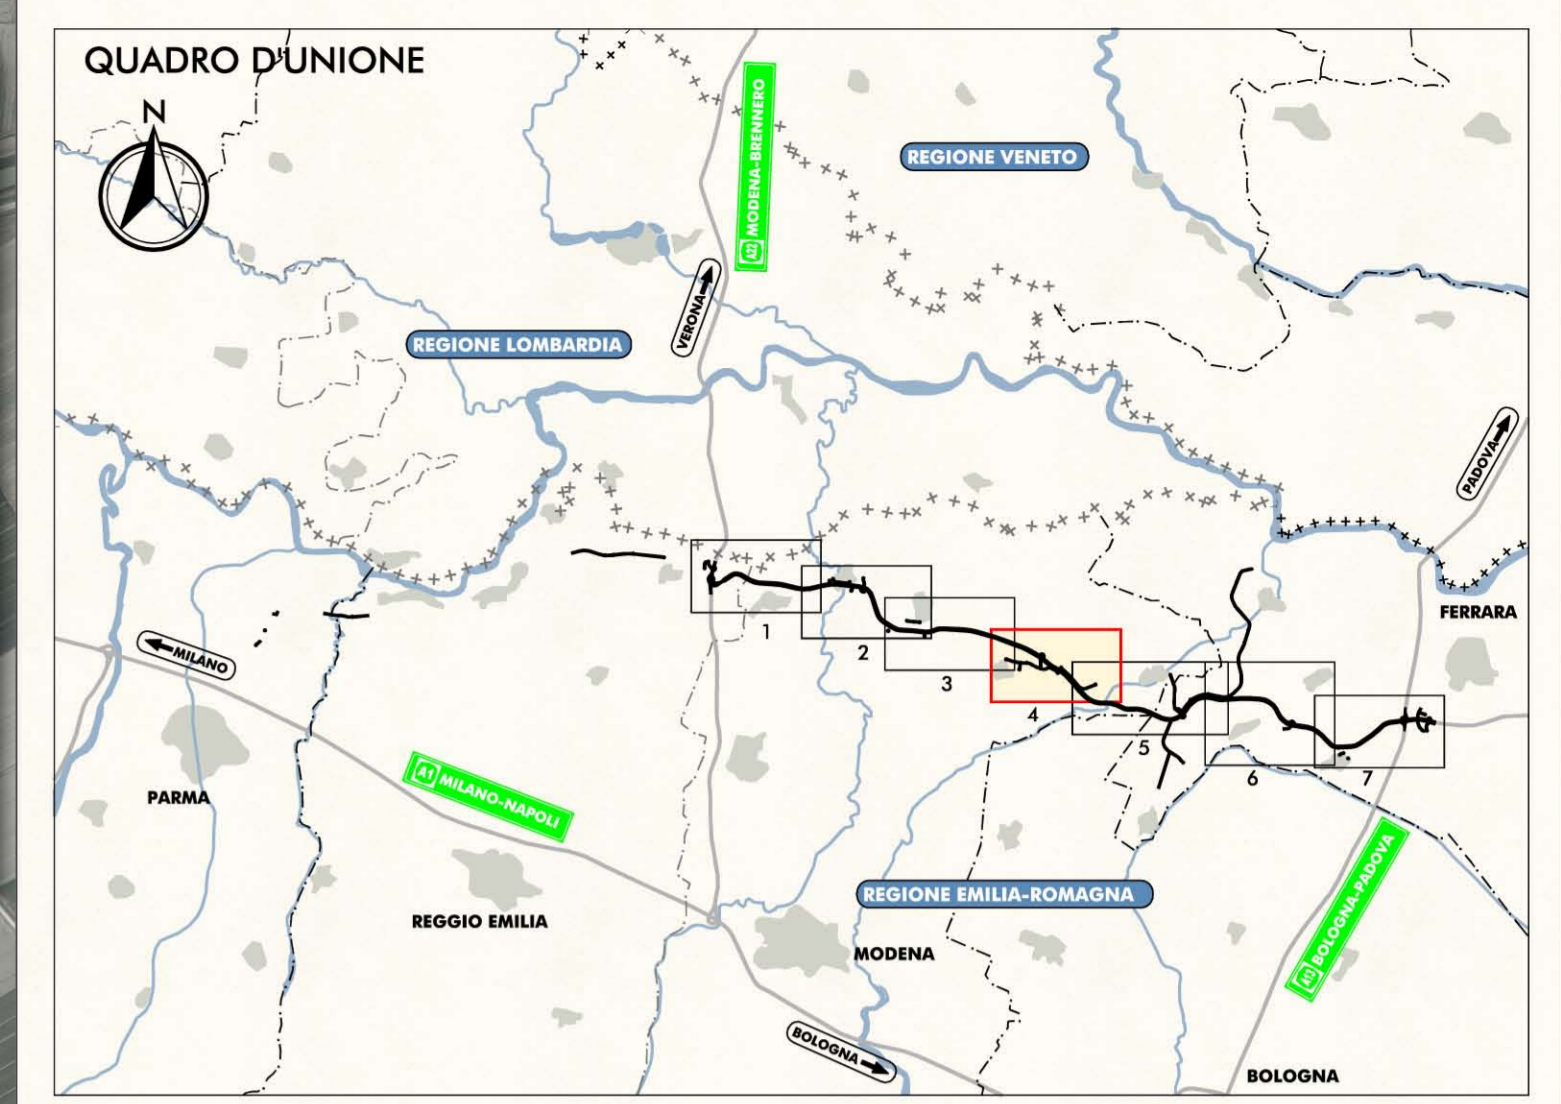 QUADRO D'UNIONE
N
A22 MODENA-BRENNERO
REGIONE VENETO
VERONA
REGIONE LOMBARDIA
PADOVA
FERRARA
MILANO
1
2
3
4
5
6
7
PARMA
A1 MILANO-NAPOLI
REGGIO EMILIA
REGIONE EMILIA-ROMAGNA
A13 BOLOGNA-PADOVA
MODENA
BOLOGNA
BOLOGNA